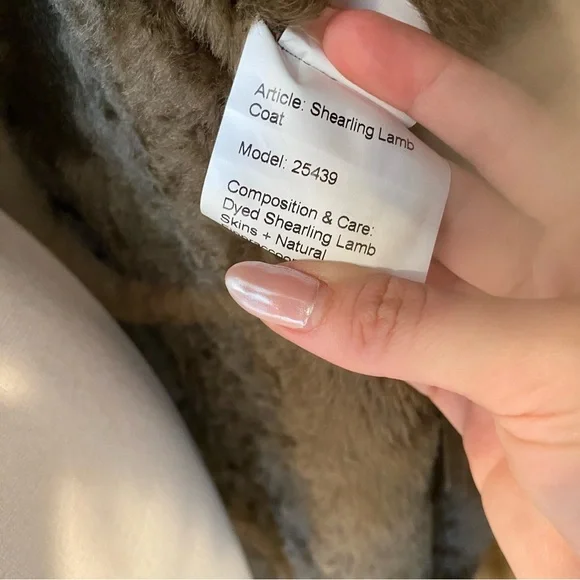 Article: Shearling Lamb
Coat
Model: 25439
Composition & Care:
Dyed Shearling Lamb
Skins + Natural